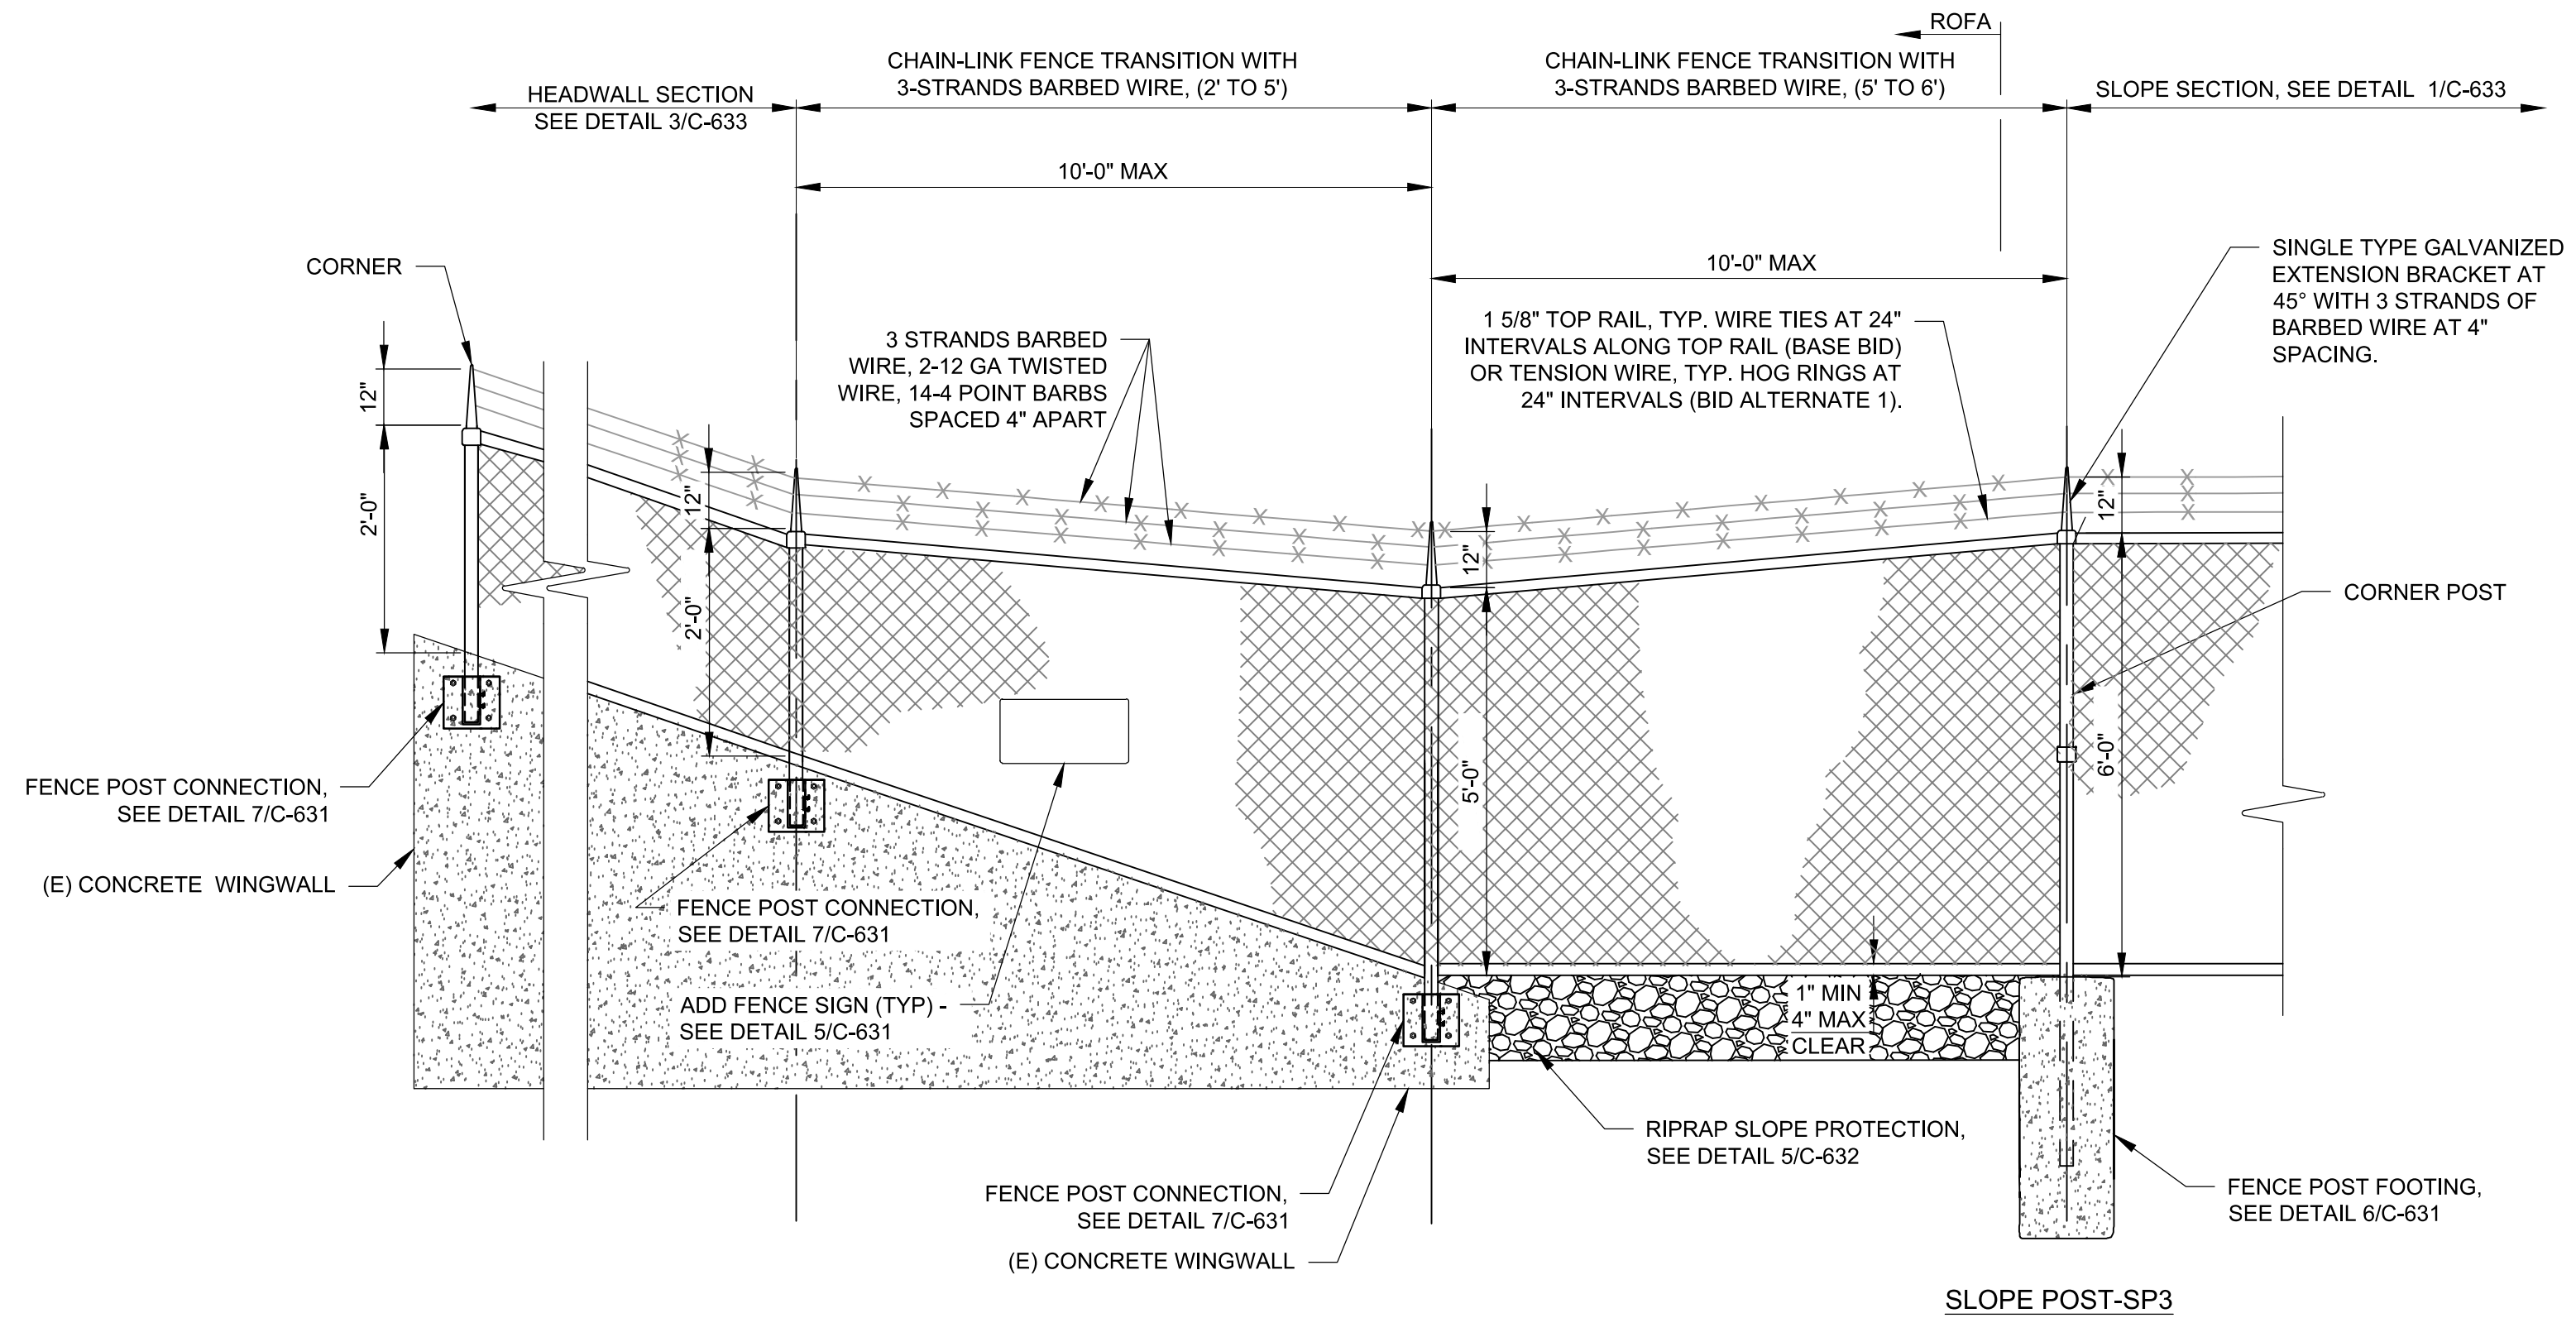 ROFA
CHAIN-LINK FENCE TRANSITION WITH
3-STRANDS BARBED WIRE, (2' TO 5')
CHAIN-LINK FENCE TRANSITION WITH
3-STRANDS BARBED WIRE, (5' TO 6')
HEADWALL SECTION
SEE DETAIL 3/C-633
SLOPE SECTION, SEE DETAIL 1/C-633
10'-0" MAX
10'-0" MAX
CORNER
SINGLE TYPE GALVANIZED
EXTENSION BRACKET AT
45° WITH 3 STRANDS OF
BARBED WIRE AT 4"
SPACING.
3 STRANDS BARBED
WIRE, 2-12 GA TWISTED
WIRE, 14-4 POINT BARBS
SPACED 4" APART
1 5/8" TOP RAIL, TYP. WIRE TIES AT 24"
INTERVALS ALONG TOP RAIL (BASE BID)
OR TENSION WIRE, TYP. HOG RINGS AT
24" INTERVALS (BID ALTERNATE 1).
12"
2'-0"
12"
2'-0"
12"
5'-0"
12"
6'-0"
CORNER POST
FENCE POST CONNECTION,
SEE DETAIL 7/C-631
(E) CONCRETE WINGWALL
FENCE POST CONNECTION,
SEE DETAIL 7/C-631
ADD FENCE SIGN (TYP) -
SEE DETAIL 5/C-631
1" MIN
4" MAX
CLEAR
RIPRAP SLOPE PROTECTION,
SEE DETAIL 5/C-632
FENCE POST CONNECTION,
SEE DETAIL 7/C-631
(E) CONCRETE WINGWALL
FENCE POST FOOTING,
SEE DETAIL 6/C-631
SLOPE POST-SP3